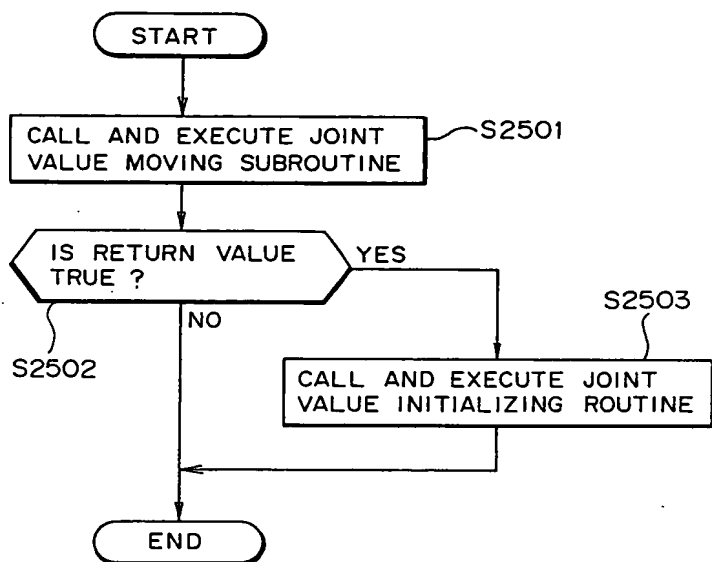 START
CALL AND EXECUTE JOINT
VALUE MOVING SUBROUTINE
S2501
IS RETURN VALUE
TRUE ?
YES
NO
S2502
S2503
CALL AND EXECUTE JOINT
VALUE INITIALIZING ROUTINE
END